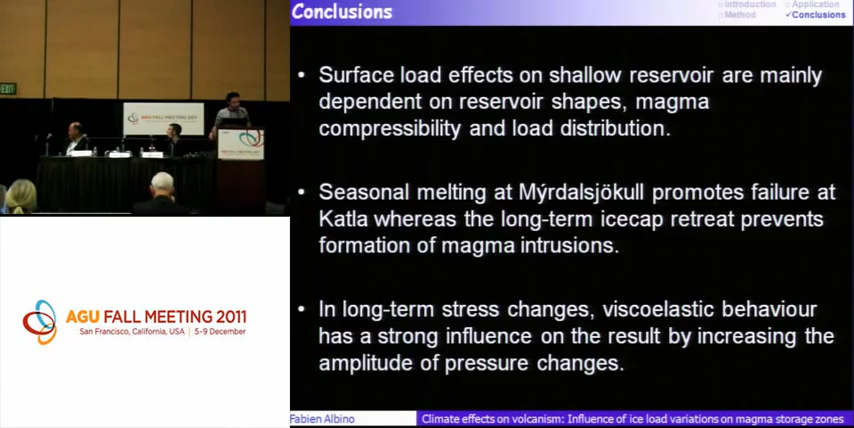 Conclusions
Introduction
Method
Application
✓Conclusions
• Surface load effects on shallow reservoir are mainly
dependent on reservoir shapes, magma
compressibility and load distribution.
• Seasonal melting at Mýrdalsjökull promotes failure at
Katla whereas the long-term icecap retreat prevents
formation of magma intrusions.
• In long-term stress changes, viscoelastic behaviour
has a strong influence on the result by increasing the
amplitude of pressure changes.
Fabien Albino
Climate effects on volcanism: Influence of ice load variations on magma storage zones
EXIT
AGU FALL MEETING 2011
AGU FALL MEETING 2011
San Francisco, California, USA | 5-9 December